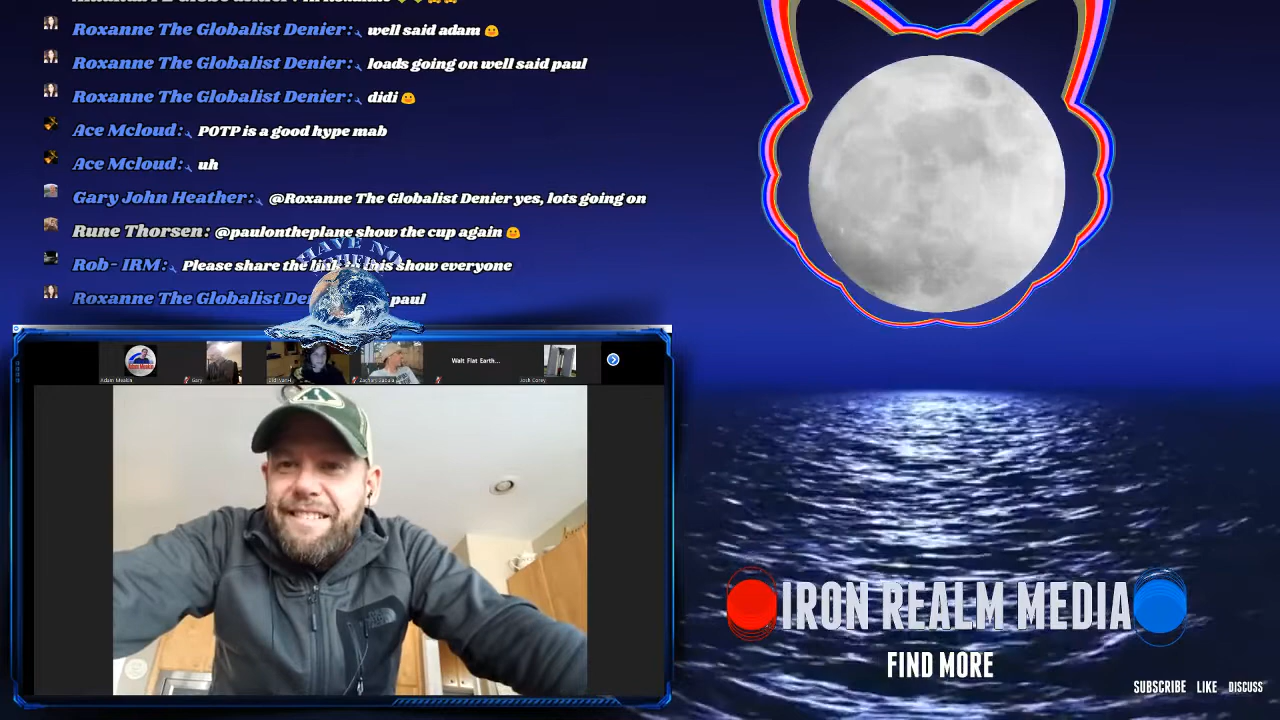 Roxanne The Globalist Denier: well said adam
Roxanne The Globalist Denier: loads going on well said paul
Roxanne The Globalist Denier: didi
Ace Mcloud: POTP is a good hype mab
Ace Mcloud: uh
Gary John Heather: @Roxanne The Globalist Denier yes, lots going on
Rune Thorsen: @paulontheplane show the cup again
HAVE NO
Rob- IRM: Please share the link to this show everyone
Roxanne The Globalist De paul
Walt Flat Earth...
Adam Meakin
Gary
Josh Corey
IRON REALM MEDIA
FIND MORE
SUBSCRIBE LIKE DISCUSS